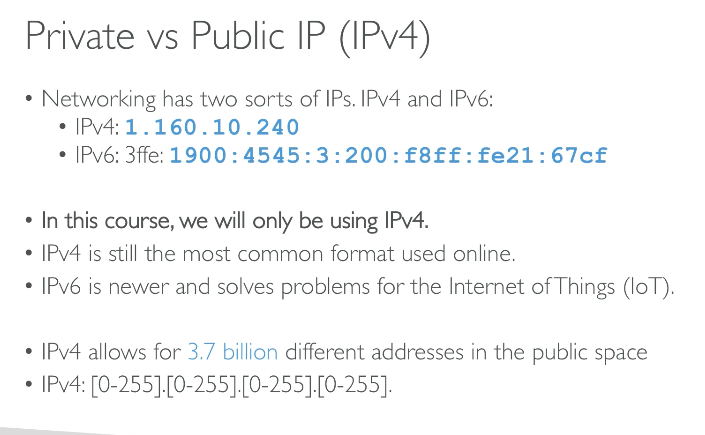 Private vs Public IP (IPv4)
• Networking has two sorts of IPs. IPv4 and IPv6:
• IPv4: 1.160.10.240
• IPv6: 3ffe: 1900:4545:3:200:f8ff:fe21:67cf
• In this course, we will only be using IPv4.
• IPv4 is still the most common format used online.
• IPv6 is newer and solves problems for the Internet of Things (IoT).
• IPv4 allows for 3.7 billion different addresses in the public space
• IPv4: [0-255].[0-255].[0-255].[0-255].